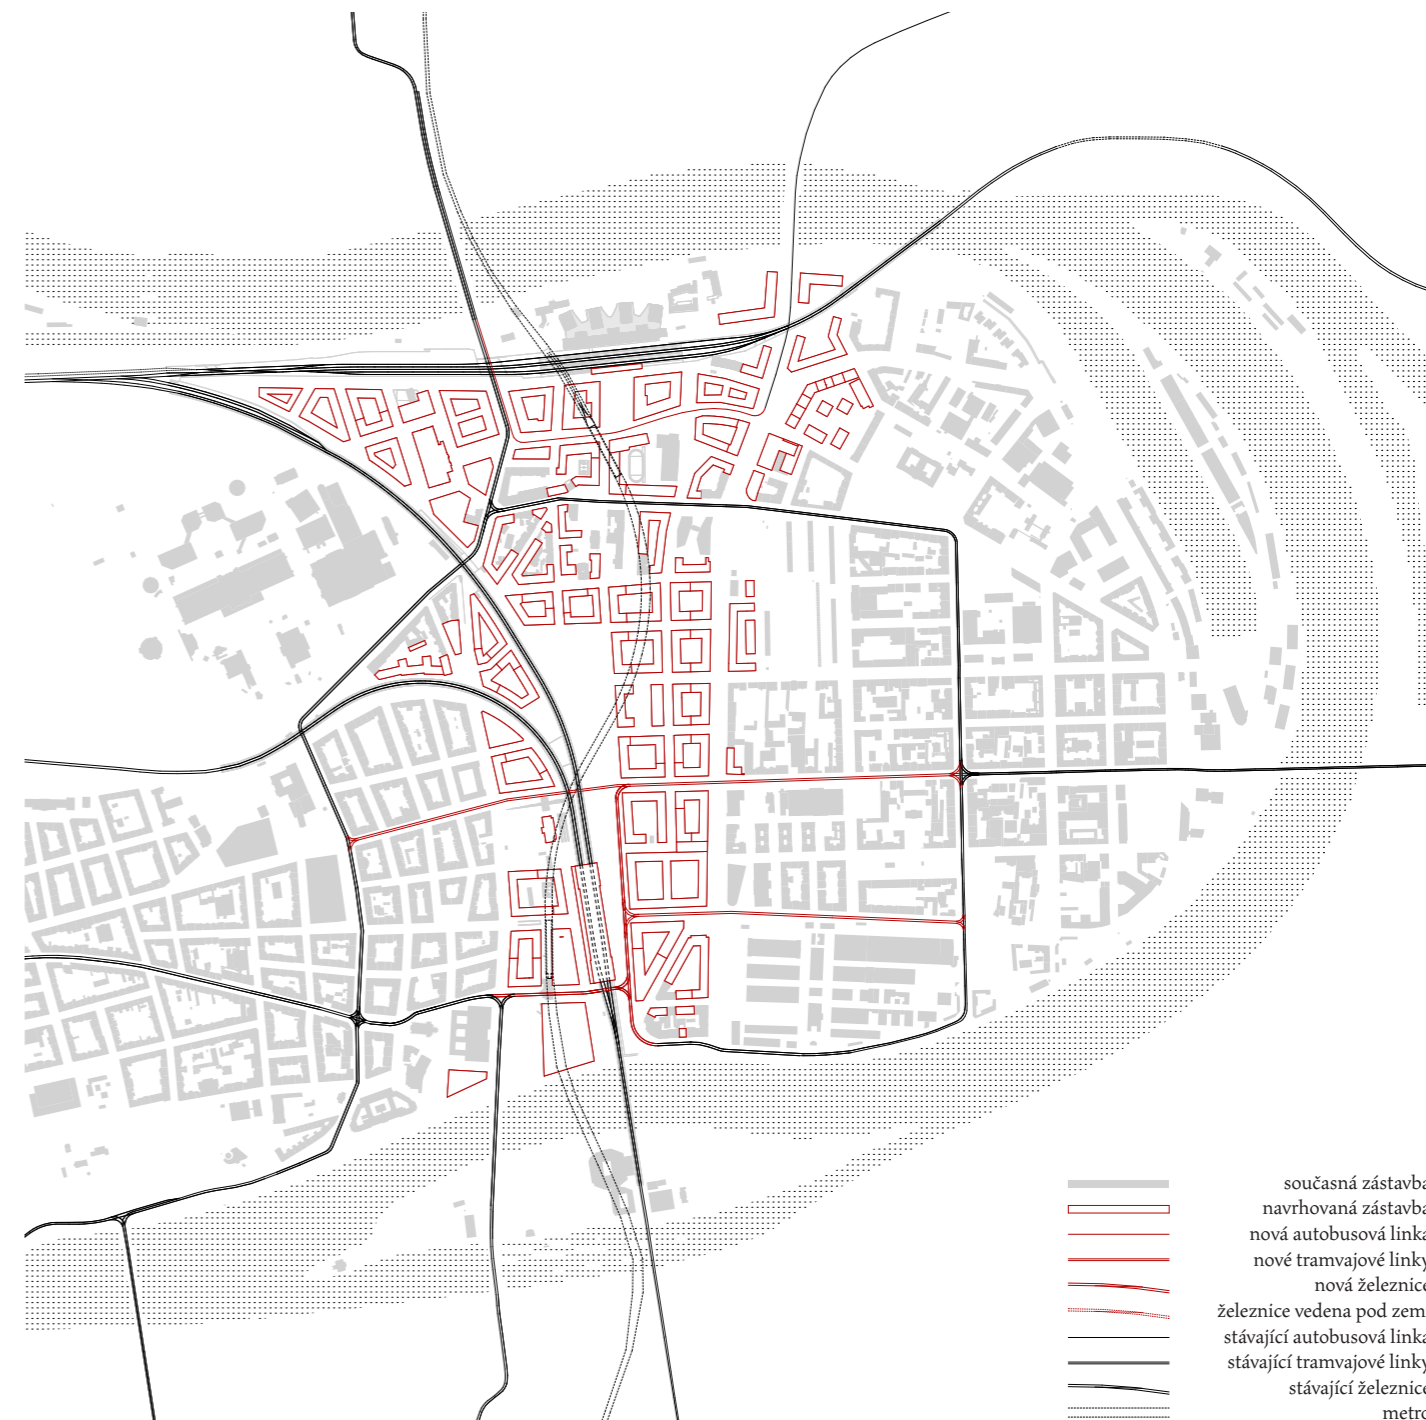 současná zástavba
navrhovaná zástavba
nová autobusová linka
nové tramvajové linky
nová železnice
železnice vedena pod zemí
stávající autobusová linka
stávající tramvajové linky
stávající železnice
metro